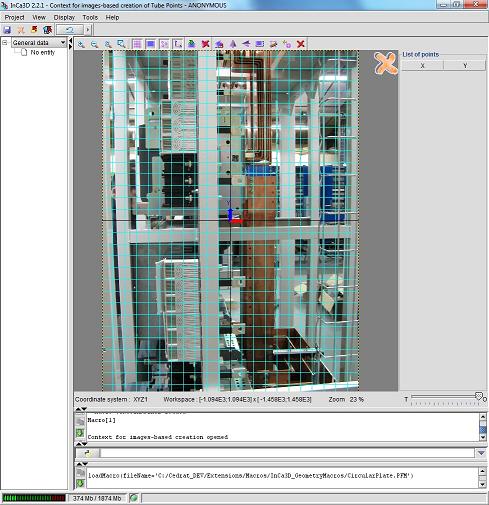 InCa3D 2.2.1 - Context for images-based creation of Tube Points - ANONYMOUS
Project View Display Tools Help
General data
No entity
List of points
X Y
Y
Coordinate system : XYZ1 Workspace : [-1.094E3;1.094E3] x [-1.458E3;1.458E3] Zoom 23 %
T O
Macro[1]
Context for images-based creation opened
loadMacro(fileName='C:/Cedrat_DEV/Extensions/Macros/InCa3D_GeometryMacros/CircularPlate.PFM')
374 Mb / 1874 Mb